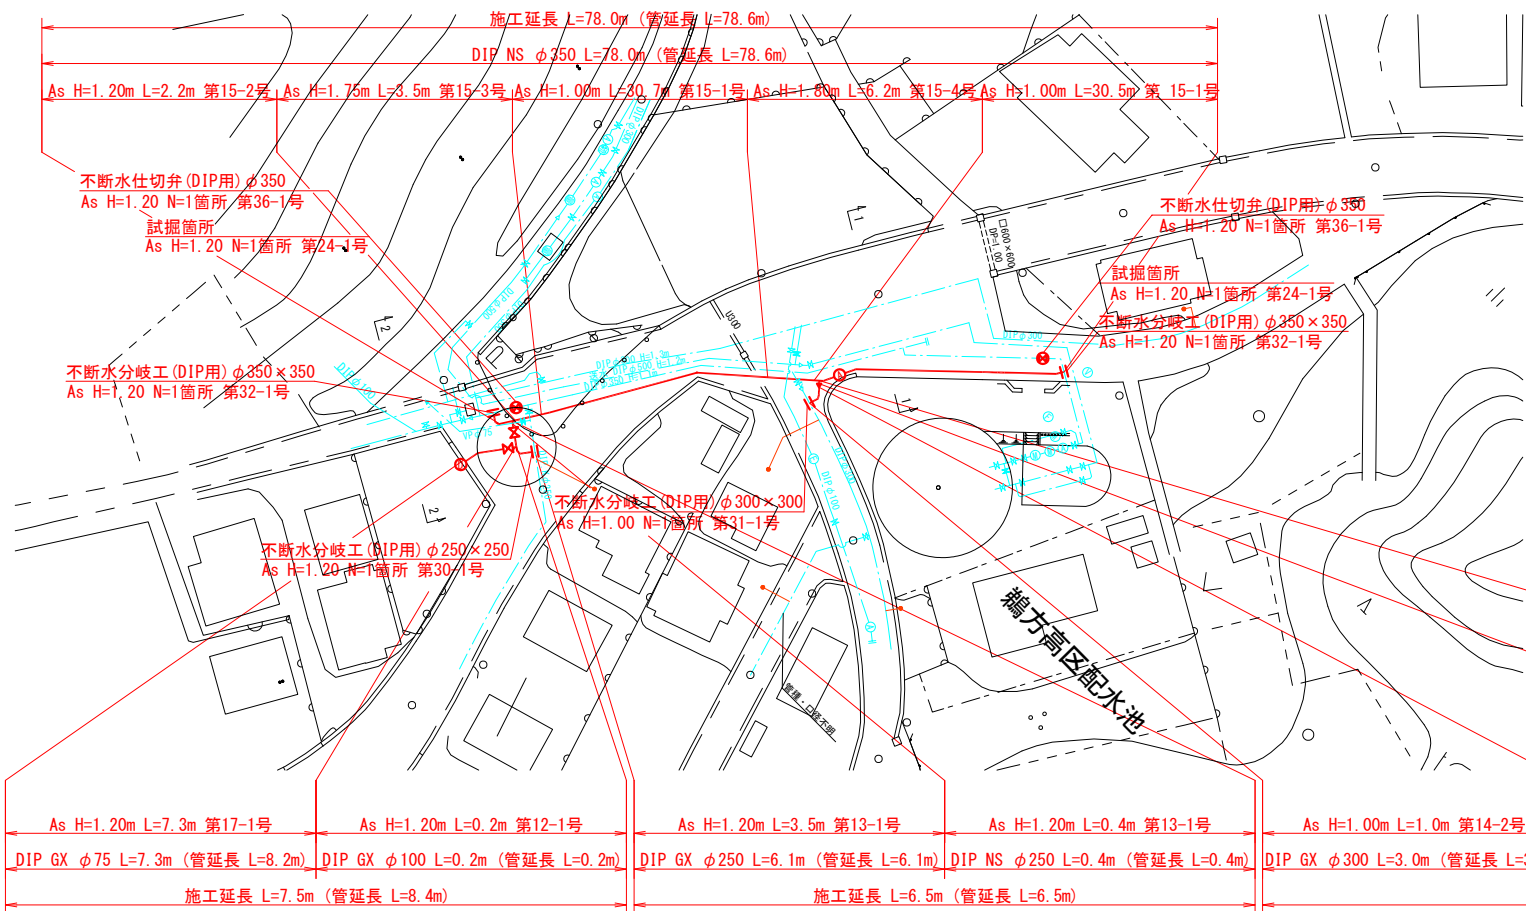 施工延長 L=78.0m (管延長 L=78.6m)
DIP NS φ350 L=78.0m (管延長 L=78.6m)
As H=1.20m L=2.2m 第15-2号
As H=1.75m L=3.5m 第15-3号
As H=1.00m L=30.7m 第15-1号
As H=1.80m L=6.2m 第15-4号
As H=1.00m L=30.5m 第 15-1号
不断水仕切弁(DIP用)φ350
As H=1.20 N=1箇所 第36-1号
試掘箇所
As H=1.20 N=1箇所 第24-1号
不断水仕切弁(DIP用)φ350
As H=1.20 N=1箇所 第36-1号
□600×600
DP=1.00
試掘箇所
As H=1.20 N=1箇所 第24-1号
不断水分岐工(DIP用)φ350×350
As H=1.20 N=1箇所 第32-1号
U300
不断水分岐工(DIP用)φ350×350
As H=1.20 N=1箇所 第32-1号
不断水分岐工(DIP用)φ300×300
As H=1.00 N=1箇所 第31-1号
不断水分岐工(DIP用)φ250×250
As H=1.20 N=1箇所 第30-1号
DIPφ100
鵜方高区配水池
管種・口径不明
As H=1.20m L=7.3m 第17-1号
As H=1.20m L=0.2m 第12-1号
As H=1.20m L=3.5m 第13-1号
As H=1.20m L=0.4m 第13-1号
As H=1.00m L=1.0m 第14-2号
DIP GX φ75 L=7.3m (管延長 L=8.2m)
DIP GX φ100 L=0.2m (管延長 L=0.2m)
DIP GX φ250 L=6.1m (管延長 L=6.1m)
DIP NS φ250 L=0.4m (管延長 L=0.4m)
DIP GX φ300 L=3.0m (管延長 L=
施工延長 L=7.5m (管延長 L=8.4m)
施工延長 L=6.5m (管延長 L=6.5m)